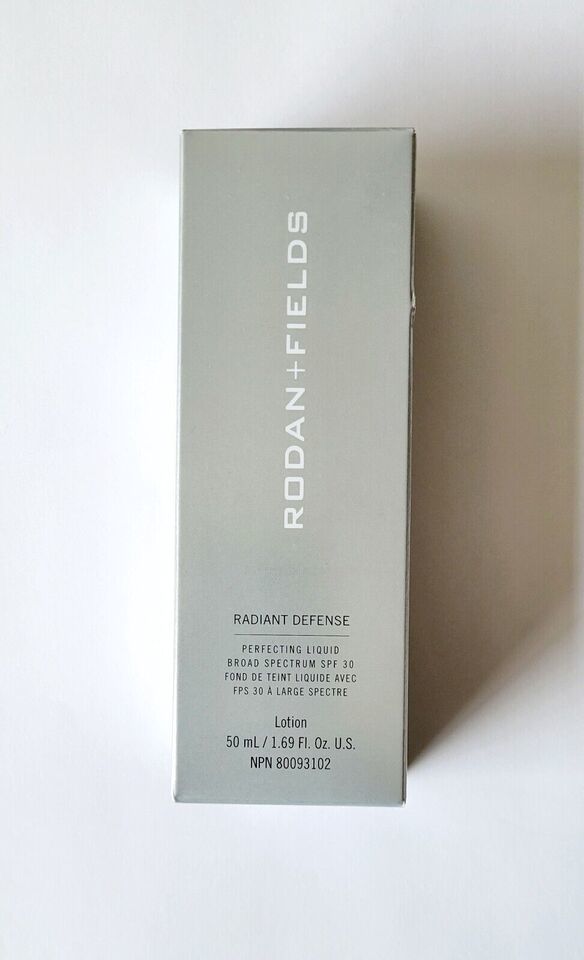 RODAN+FIELDS
RADIANT DEFENSE
PERFECTING LIQUID
BROAD SPECTRUM SPF 30
FOND DE TEINT LIQUIDE AVEC
FPS 30 À LARGE SPECTRE
Lotion
50 mL / 1.69 Fl. Oz. U.S.
NPN 80093102